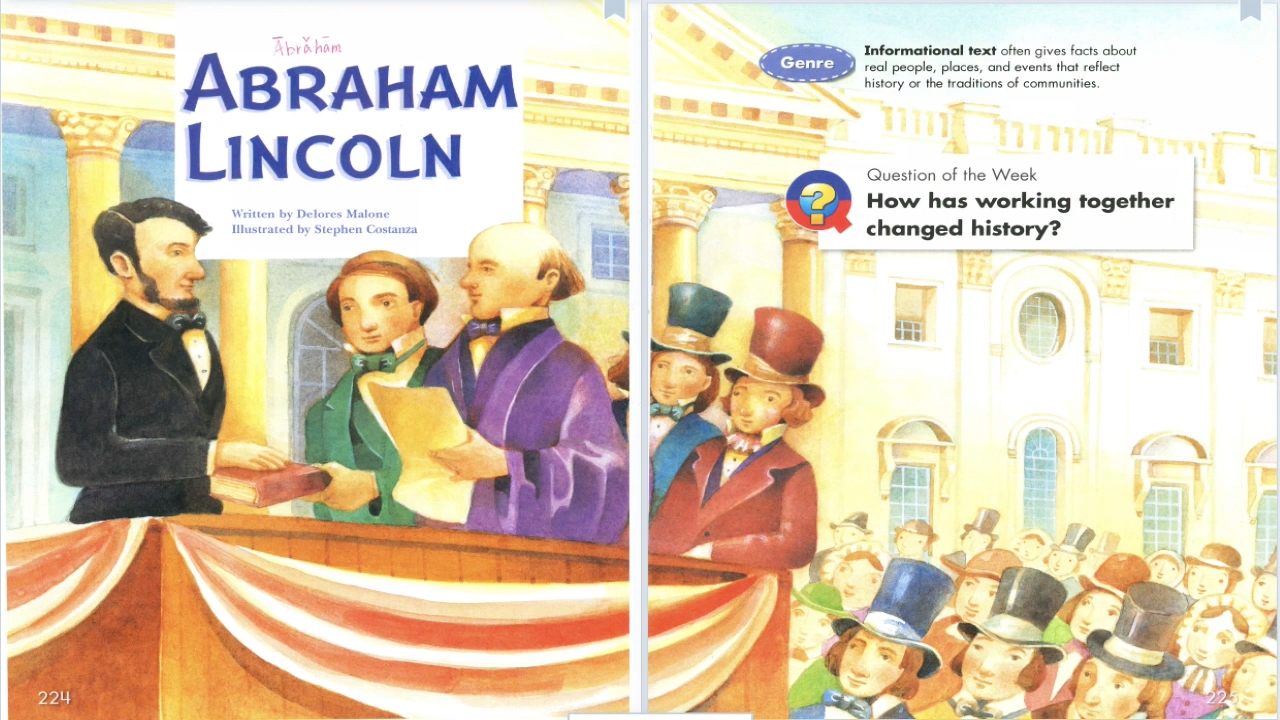 Ābrăhăm
ABRAHAM
LINCOLN
Written by Delores Malone
Illustrated by Stephen Costanza
224
Genre
Informational text often gives facts about
real people, places, and events that reflect
history or the traditions of communities.
?
Question of the Week
How has working together
changed history?
225